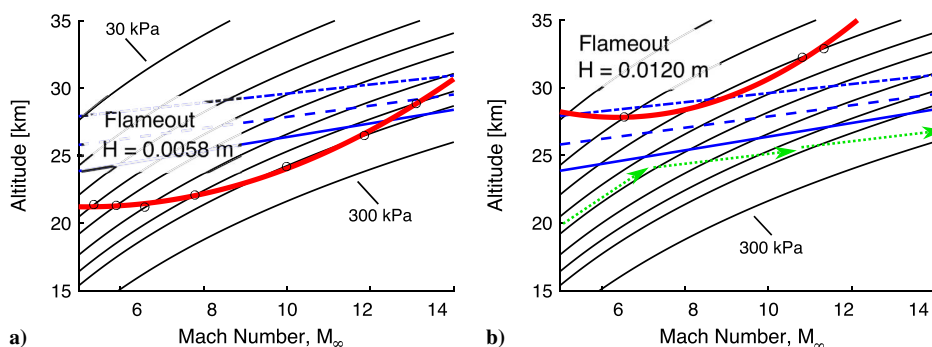 35
30
25
20
15
Altitude [km]
30 kPa
Flameout
H = 0.0058 m
300 kPa
6
8
10
12
14
Mach Number, M∞
a)
35
30
25
20
15
Altitude [km]
Flameout
H = 0.0120 m
300 kPa
6
8
10
12
14
Mach Number, M∞
b)